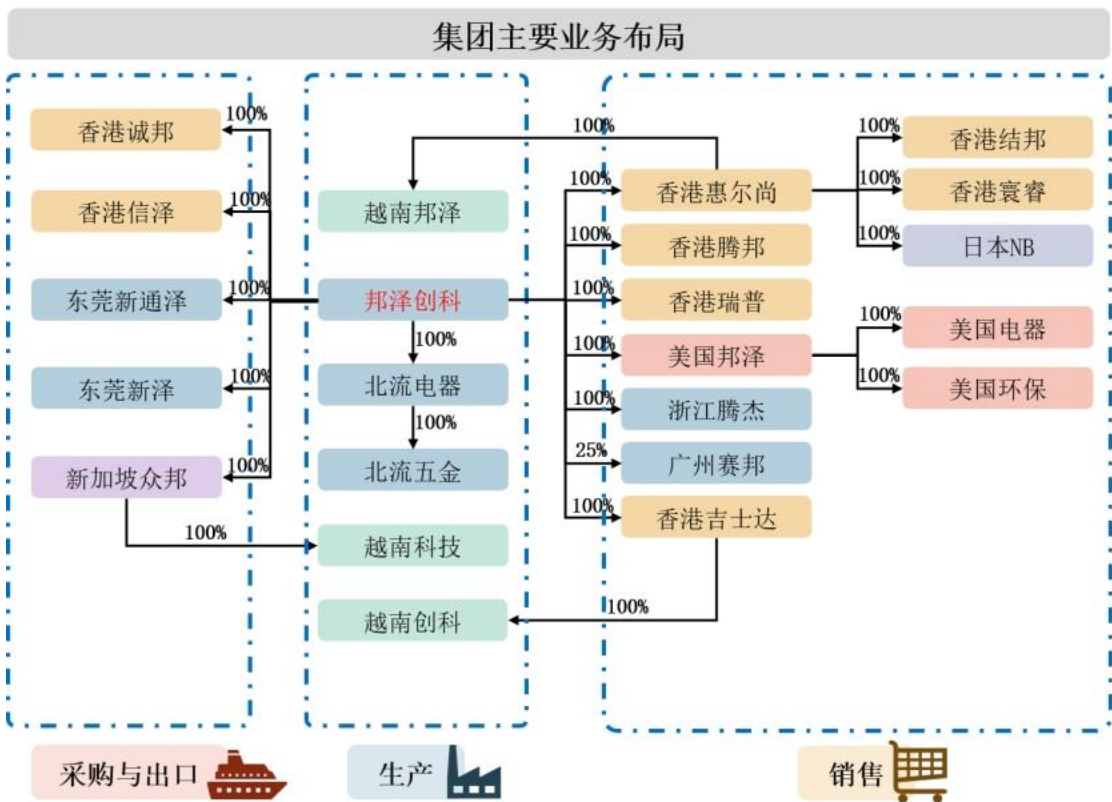 集团主要业务布局
100%
香港诚邦
100%
香港信泽
100%
东莞新通泽
100%
东莞新泽
100%
新加坡众邦
100%
100%
越南邦泽
邦泽创科
100%
北流电器
100%
北流五金
越南科技
越南创科
100%
100%
香港惠尔尚
100%
香港腾邦
100%
香港瑞普
100%
美国邦泽
100%
浙江腾杰
25%
广州赛邦
100%
香港吉士达
100%
香港结邦
100%
香港寰睿
100%
日本NB
100%
美国电器
100%
美国环保
采购与出口
生产
销售